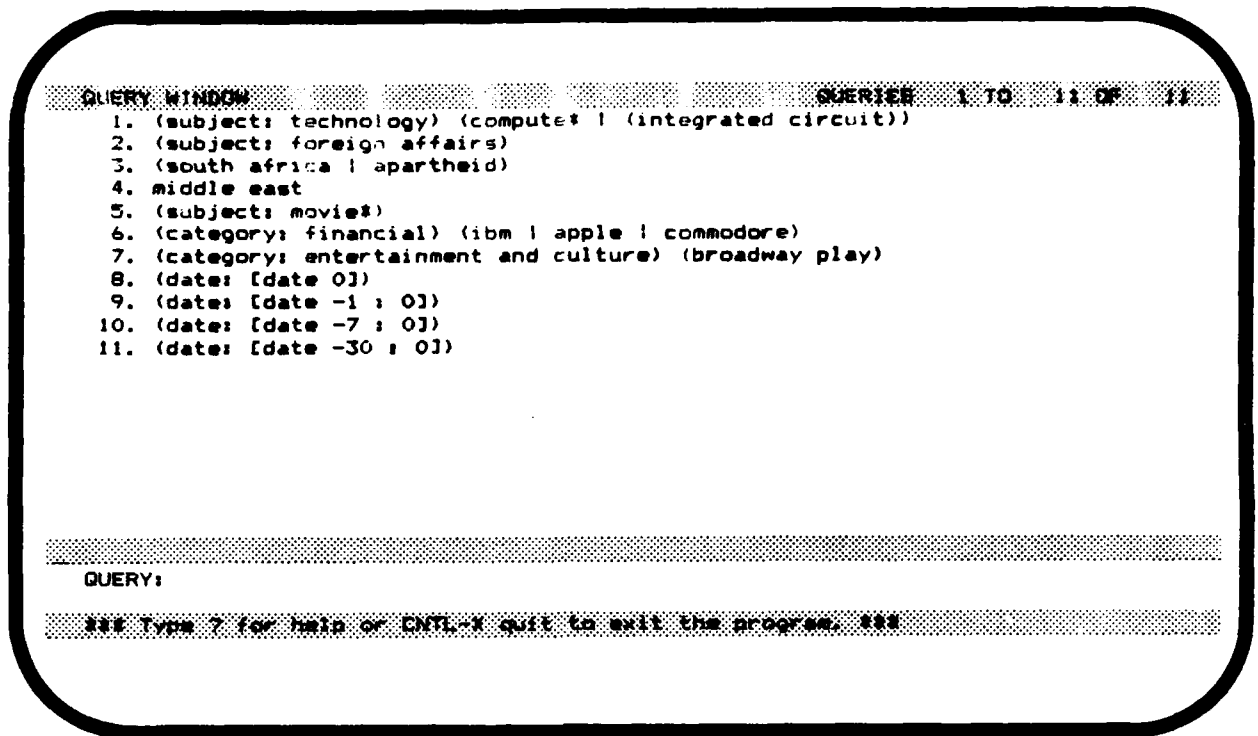 QUERY WINDOW QUERIES 1 TO 11 OF 11
1. (subject: technology) (compute* | (integrated circuit))
2. (subject: foreign affairs)
3. (south africa | apartheid)
4. middle east
5. (subject: movie*)
6. (category: financial) (ibm | apple | commodore)
7. (category: entertainment and culture) (broadway play)
8. (date: [date 0])
9. (date: [date -1 : 0])
10. (date: [date -7 : 0])
11. (date: [date -30 : 0])
QUERY:
*** Type ? for help or CNTL-X quit to exit the program. ***